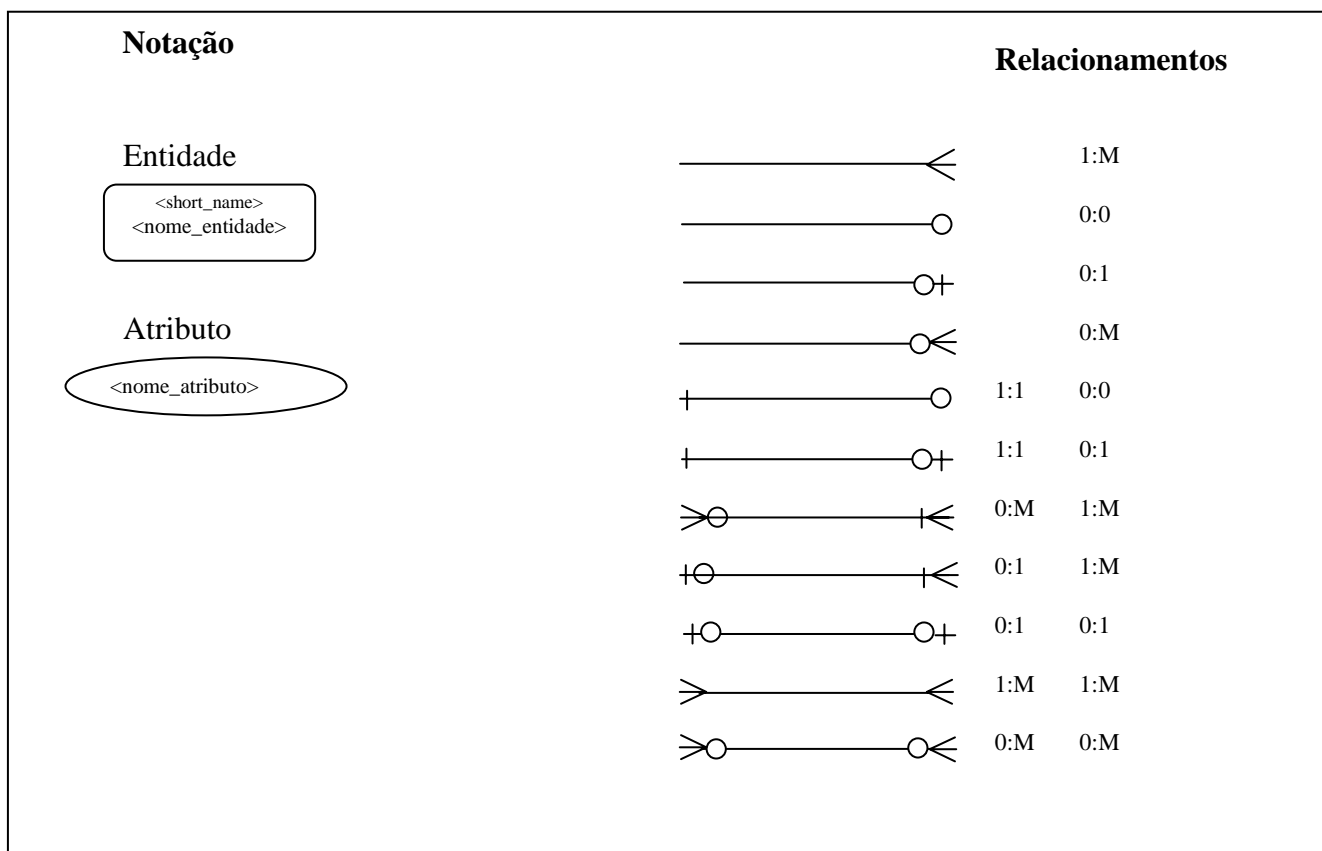 Notação
Relacionamentos
Entidade
<short_name>
<nome_entidade>
Atributo
<nome_atributo>
1:M
0:0
0:1
0:M
1:1 0:0
1:1 0:1
0:M 1:M
0:1 1:M
0:1 0:1
1:M 1:M
0:M 0:M